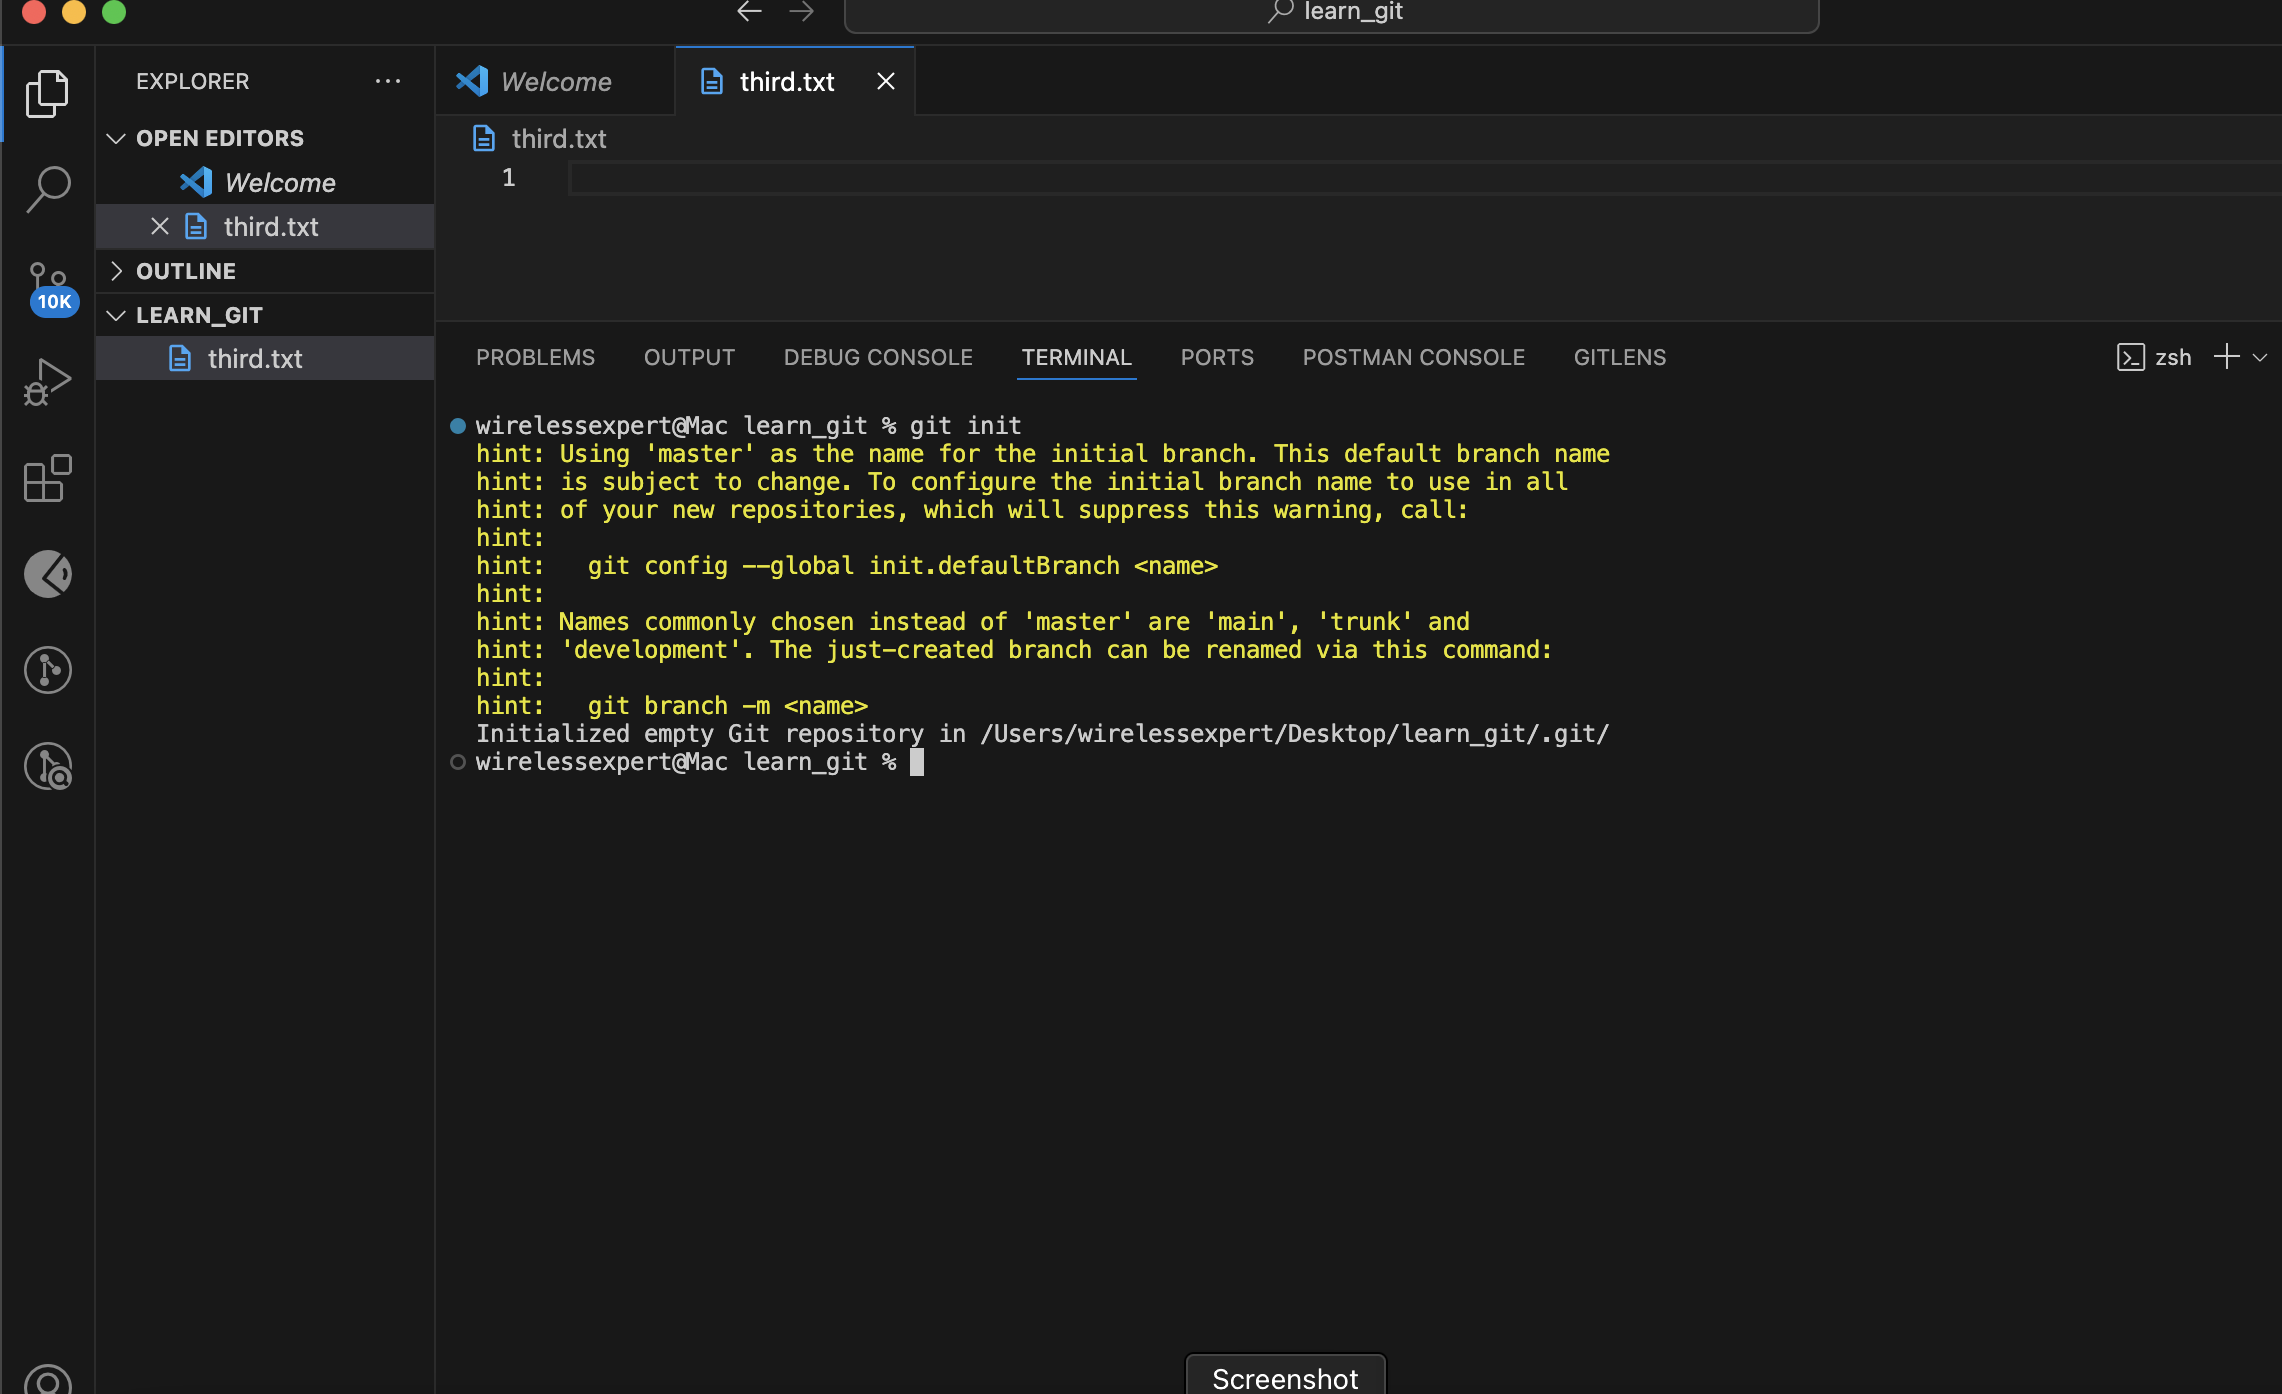 learn_git
EXPLORER
OPEN EDITORS
Welcome
third.txt
OUTLINE
LEARN_GIT
third.txt
10K
Welcome
third.txt
third.txt
1
PROBLEMS OUTPUT DEBUG CONSOLE TERMINAL PORTS POSTMAN CONSOLE GITLENS
zsh
wirelessexpert@Mac learn_git % git init
hint: Using 'master' as the name for the initial branch. This default branch name
hint: is subject to change. To configure the initial branch name to use in all
hint: of your new repositories, which will suppress this warning, call:
hint:
hint:   git config --global init.defaultBranch <name>
hint:
hint: Names commonly chosen instead of 'master' are 'main', 'trunk' and
hint: 'development'. The just-created branch can be renamed via this command:
hint:
hint:   git branch -m <name>
Initialized empty Git repository in /Users/wirelessexpert/Desktop/learn_git/.git/
wirelessexpert@Mac learn_git %
Screenshot